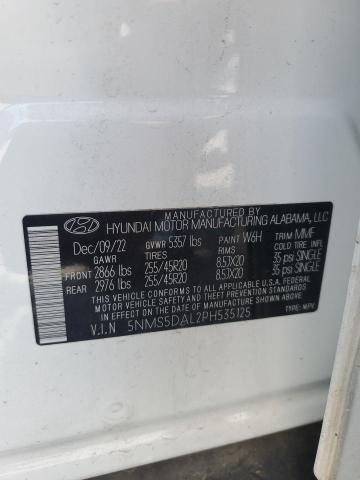 MANUFACTURED BY
HYUNDAI MOTOR MANUFACTURING ALABAMA, LLC
Dec/09/22 GVWR 5357 lbs PAINT W6H TRIM MMF
TIRES COLD TIRE INFL.
FRONT 2866 lbs 255/45R20 8.5JX20 35 psi SINGLE
REAR 2976 lbs 255/45R20 8.5JX20 35 psi SINGLE
THIS VEHICLE CONFORMS TO ALL APPLICABLE U.S. FEDERAL
MOTOR VEHICLE SAFETY, BUMPER, AND THEFT PREVENTION STANDARDS
IN EFFECT ON THE DATE OF MANUFACTURE SHOWN ABOVE.
V.I.N 5NMS5DAL2PH535125 TYPE: MPV